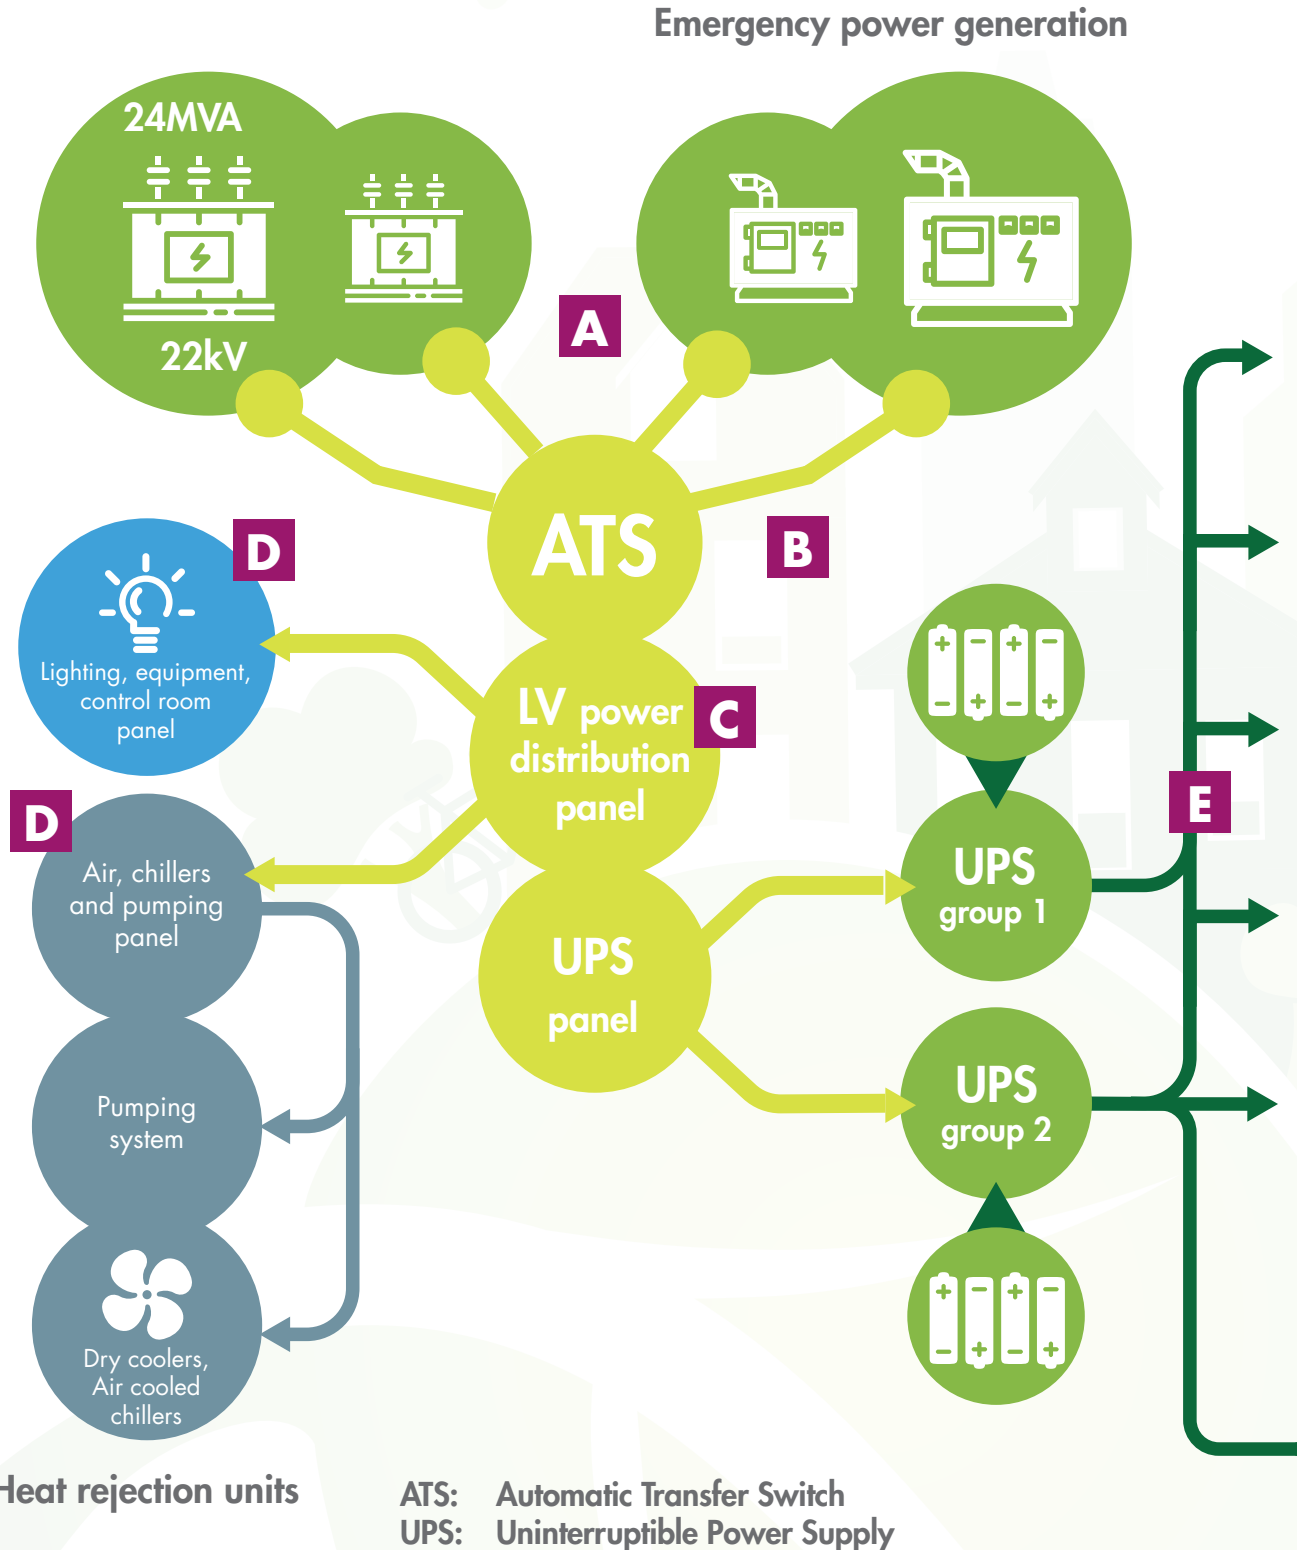 Emergency power generation
24MVA
22kV
A
ATS
B
D
Lighting, equipment,
control room
panel
LV power
distribution
panel
C
D
Air, chillers
and pumping
panel
E
UPS
group 1
UPS
panel
UPS
group 2
Pumping
system
Dry coolers,
Air cooled
chillers
Heat rejection units
ATS: Automatic Transfer Switch
UPS: Uninterruptible Power Supply